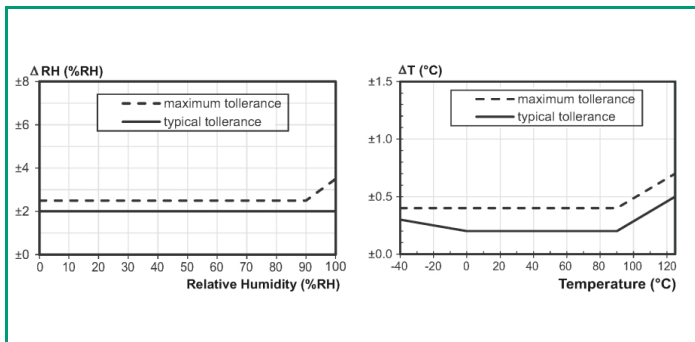 Δ RH (%RH)
±8
±6
±4
±2
±0
maximum tollerance
typical tollerance
0 10 20 30 40 50 60 70 80 90 100
Relative Humidity (%RH)
ΔT (°C)
±1.5
±1.0
±0.5
±0.0
maximum tollerance
typical tollerance
-40 -20 0 20 40 60 80 100 120
Temperature (°C)